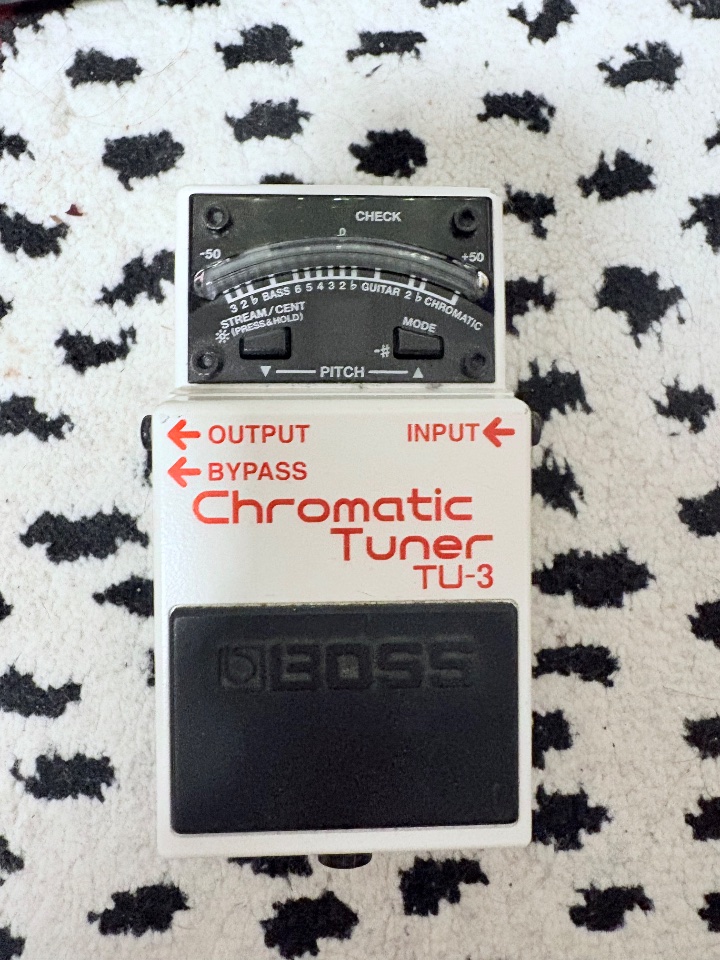 CHECK
0
-50 +50
3 2 ♭ BASS 6 5 4 3 2 ♭ GUITAR 2 ♭ CHROMATIC
STREAM/CENT
(PRESS & HOLD)
MODE
-#
▼ PITCH ▲
← OUTPUT INPUT ←
← BYPASS
Chromatic
Tuner
TU-3
BOSS